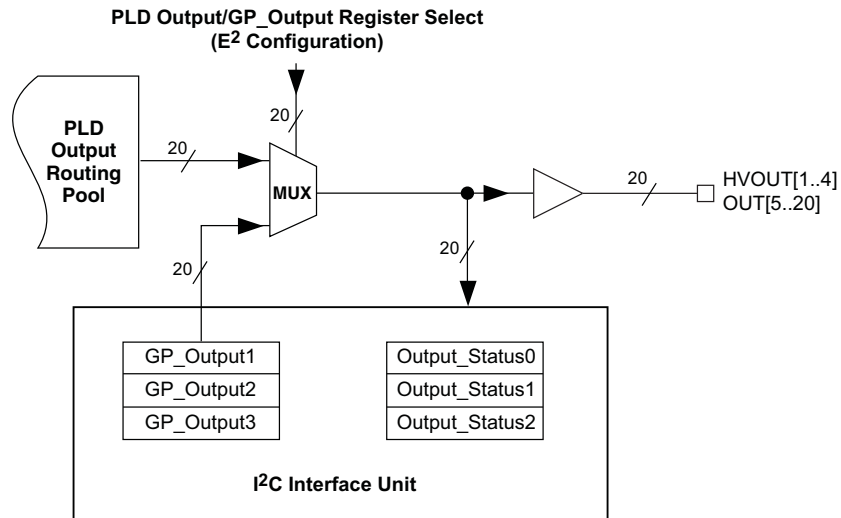 PLD Output/GP_Output Register Select
(E² Configuration)
20
PLD
Output
Routing
Pool
20
MUX
20
HVOUT[1..4]
OUT[5..20]
20
20
GP_Output1
GP_Output2
GP_Output3
Output_Status0
Output_Status1
Output_Status2
I²C Interface Unit